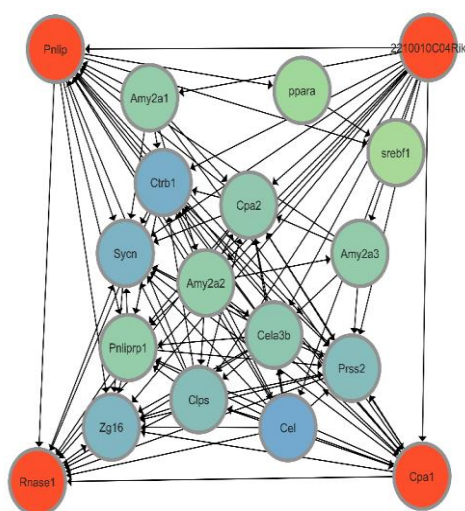 Pnlip
2210010C04Rik
Amy2a1
ppara
srebf1
Ctrb1
Cpa2
Sycn
Amy2a3
Amy2a2
Pnliprp1
Cela3b
Prss2
Clps
Zg16
Cel
Rnase1
Cpa1